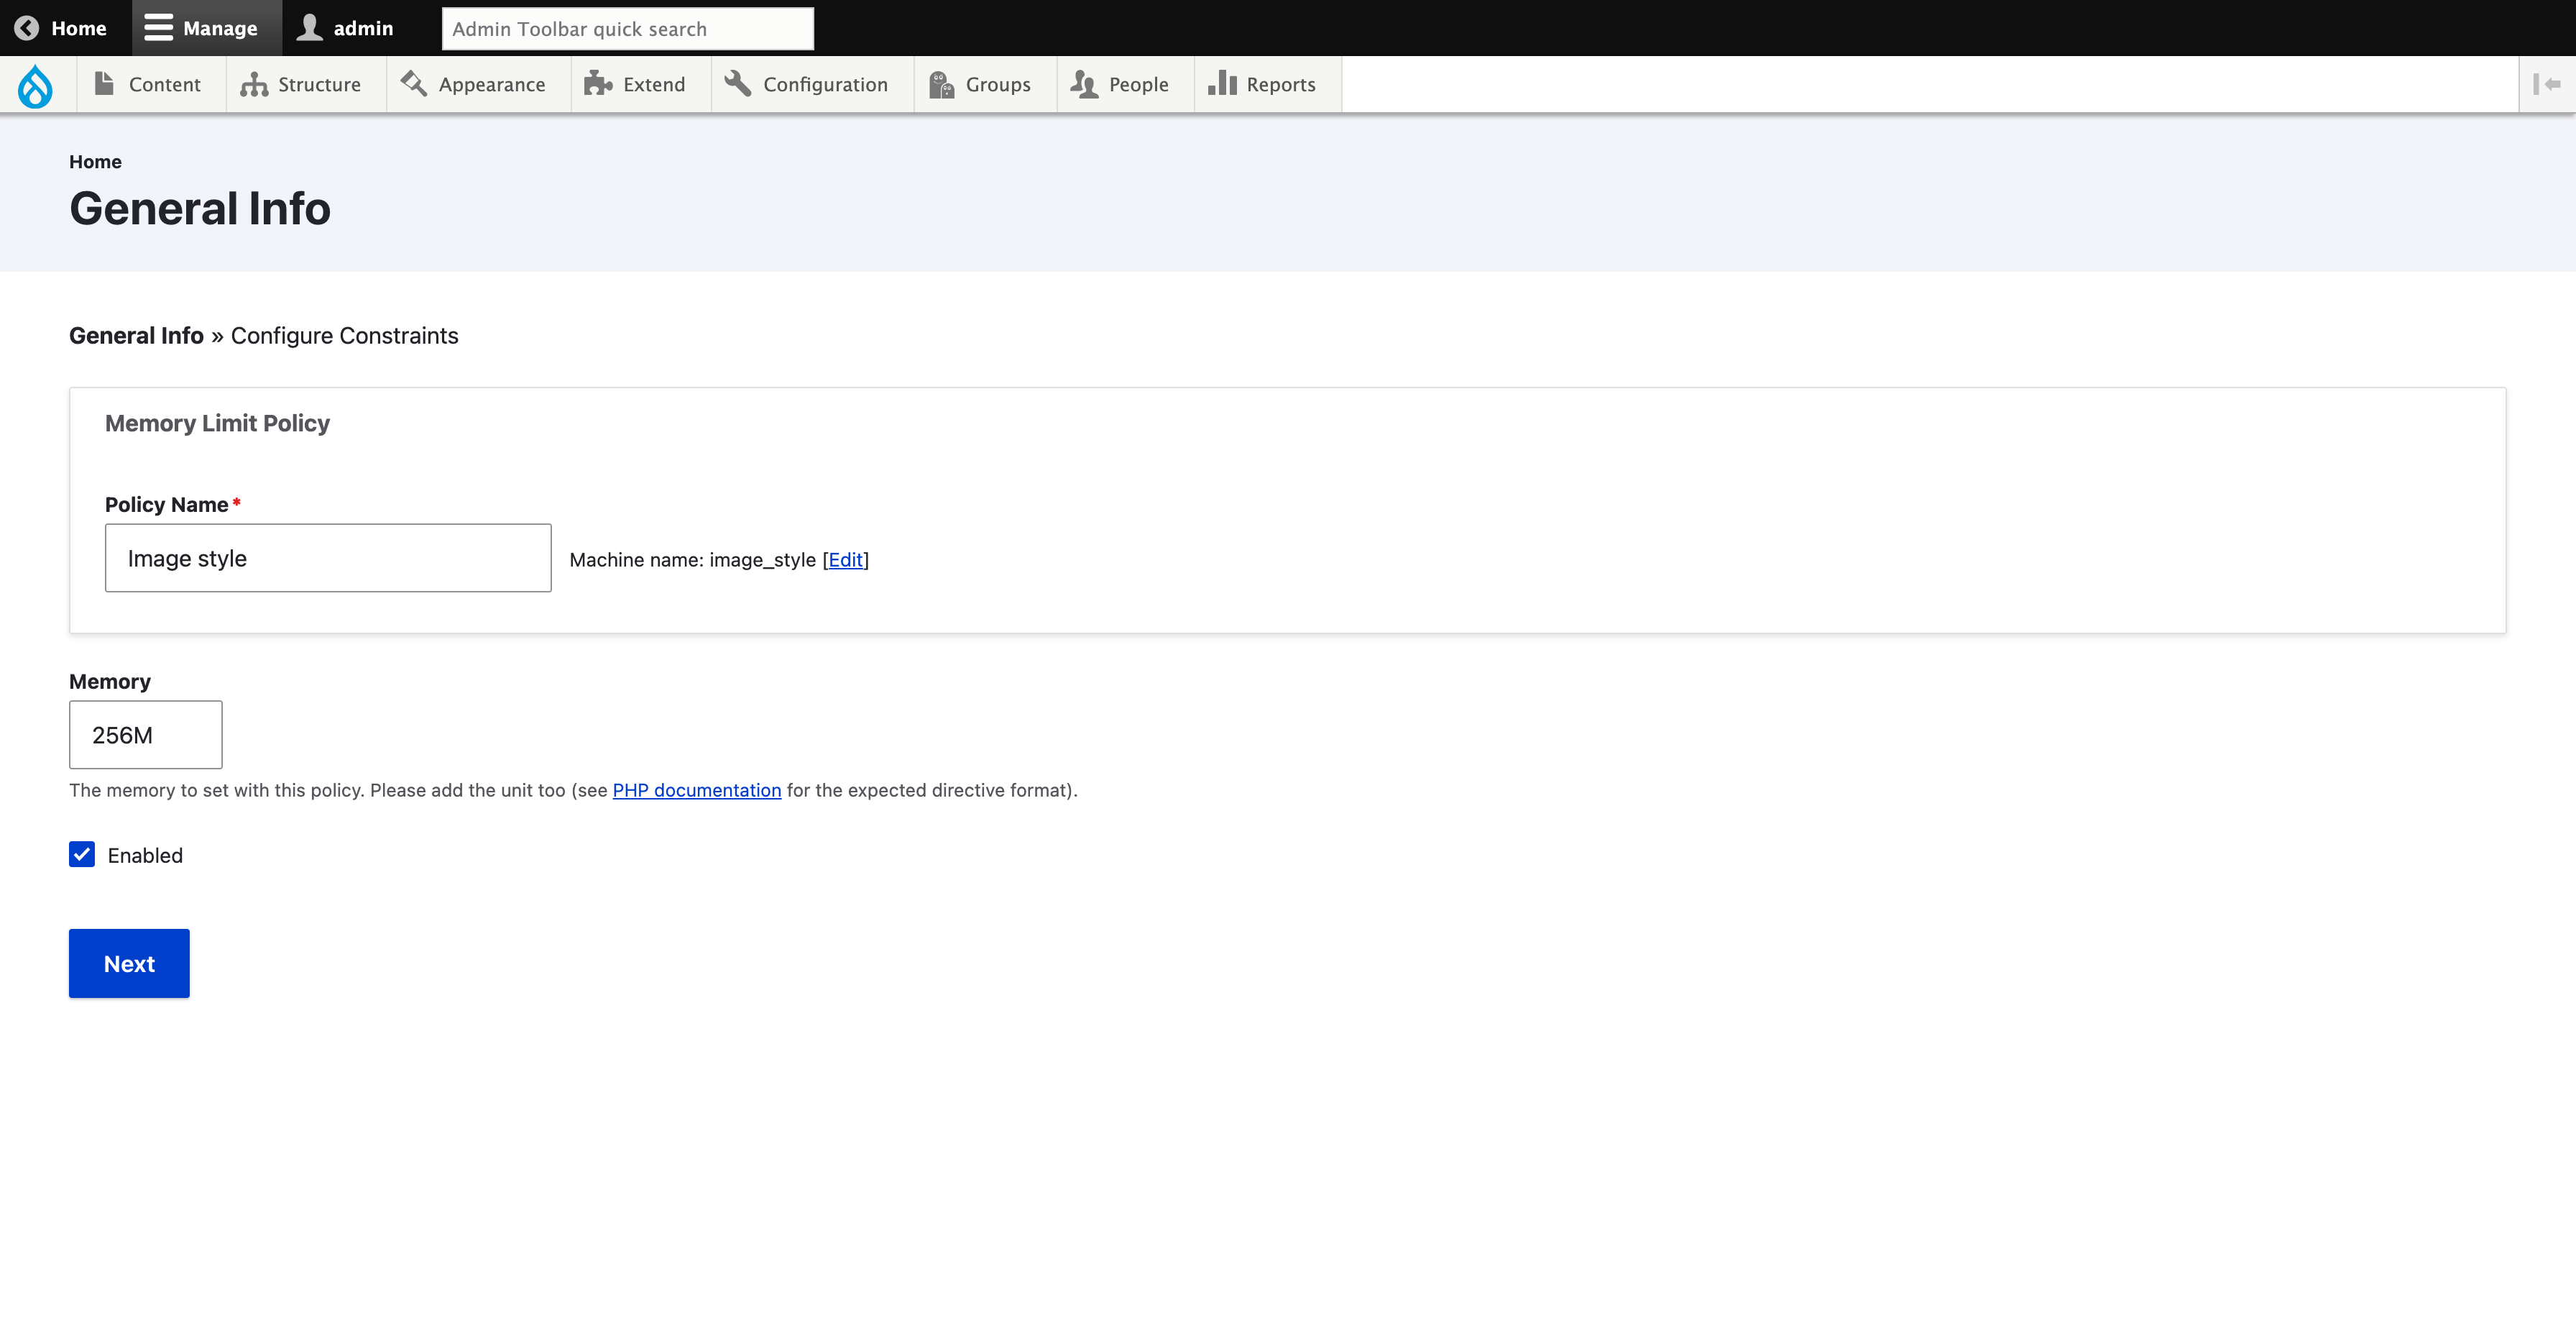 Home Manage admin Admin Toolbar quick search
Content Structure Appearance Extend Configuration Groups People Reports
Home
General Info
General Info » Configure Constraints
Memory Limit Policy
Policy Name*
Image style Machine name: image_style [Edit]
Memory
256M
The memory to set with this policy. Please add the unit too (see PHP documentation for the expected directive format).
Enabled
Next